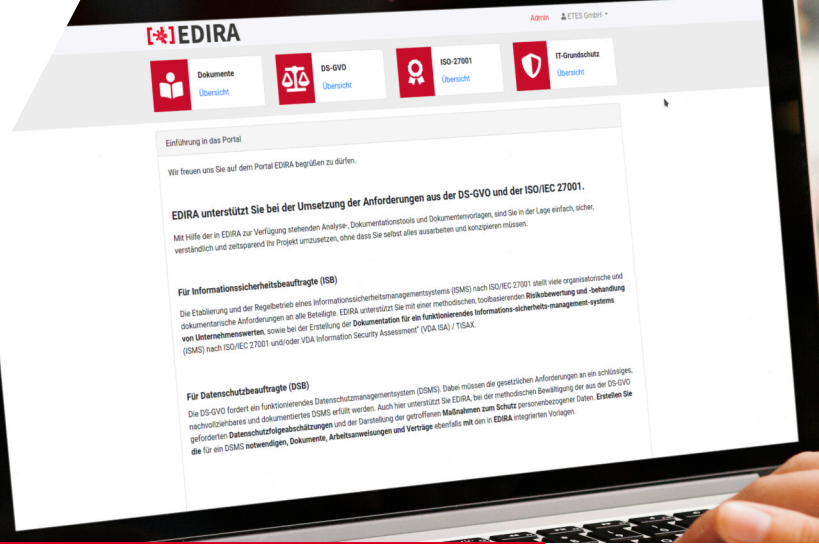 EDIRA
Admin
ETES GmbH
Dokumente
Übersicht
DS-GVO
Übersicht
ISO-27001
Übersicht
IT-Grundschutz
Übersicht
Einführung in das Portal
Wir freuen uns Sie auf dem Portal EDIRA begrüßen zu dürfen.
EDIRA unterstützt Sie bei der Umsetzung der Anforderungen aus der DS-GVO und der ISO/IEC 27001.
Mit Hilfe der in EDIRA zur Verfügung stehenden Analyse-, Dokumentationstools und Dokumentenvorlagen, sind Sie in der Lage einfach, sicher,
verständlich und zeitsparend Ihr Projekt umzusetzen, ohne dass Sie selbst alles ausarbeiten und konzipieren müssen.
Für Informationssicherheitsbeauftragte (ISB)
Die Etablierung und der Regelbetrieb eines Informationssicherheitsmanagementsystems (ISMS) nach ISO/IEC 27001 stellt viele organisatorische und
dokumentarische Anforderungen an alle Beteiligte. EDIRA unterstützt Sie mit einer methodischen, toolbasierenden Risikobewertung und -behandlung
von Unternehmenswerten, sowie bei der Erstellung der Dokumentation für ein funktionierendes Informations-sicherheits-management-systems
(ISMS) nach ISO/IEC 27001 und/oder VDA Information Security Assessment" (VDA ISA) / TISAX.
Für Datenschutzbeauftragte (DSB)
Die DS-GVO fordert ein funktionierendes Datenschutzmanagementsystem (DSMS). Dabei müssen die gesetzlichen Anforderungen an ein schlüssiges,
nachvollziehbares und dokumentiertes DSMS erfüllt werden. Auch hier unterstützt Sie EDIRA, bei der methodischen Bewältigung der aus der DS-GVO
geforderten Datenschutzfolgeabschätzungen und der Darstellung der getroffenen Maßnahmen zum Schutz personenbezogener Daten. Erstellen Sie
die für ein DSMS notwendigen, Dokumente, Arbeitsanweisungen und Verträge ebenfalls mit den in EDIRA integrierten Vorlagen.